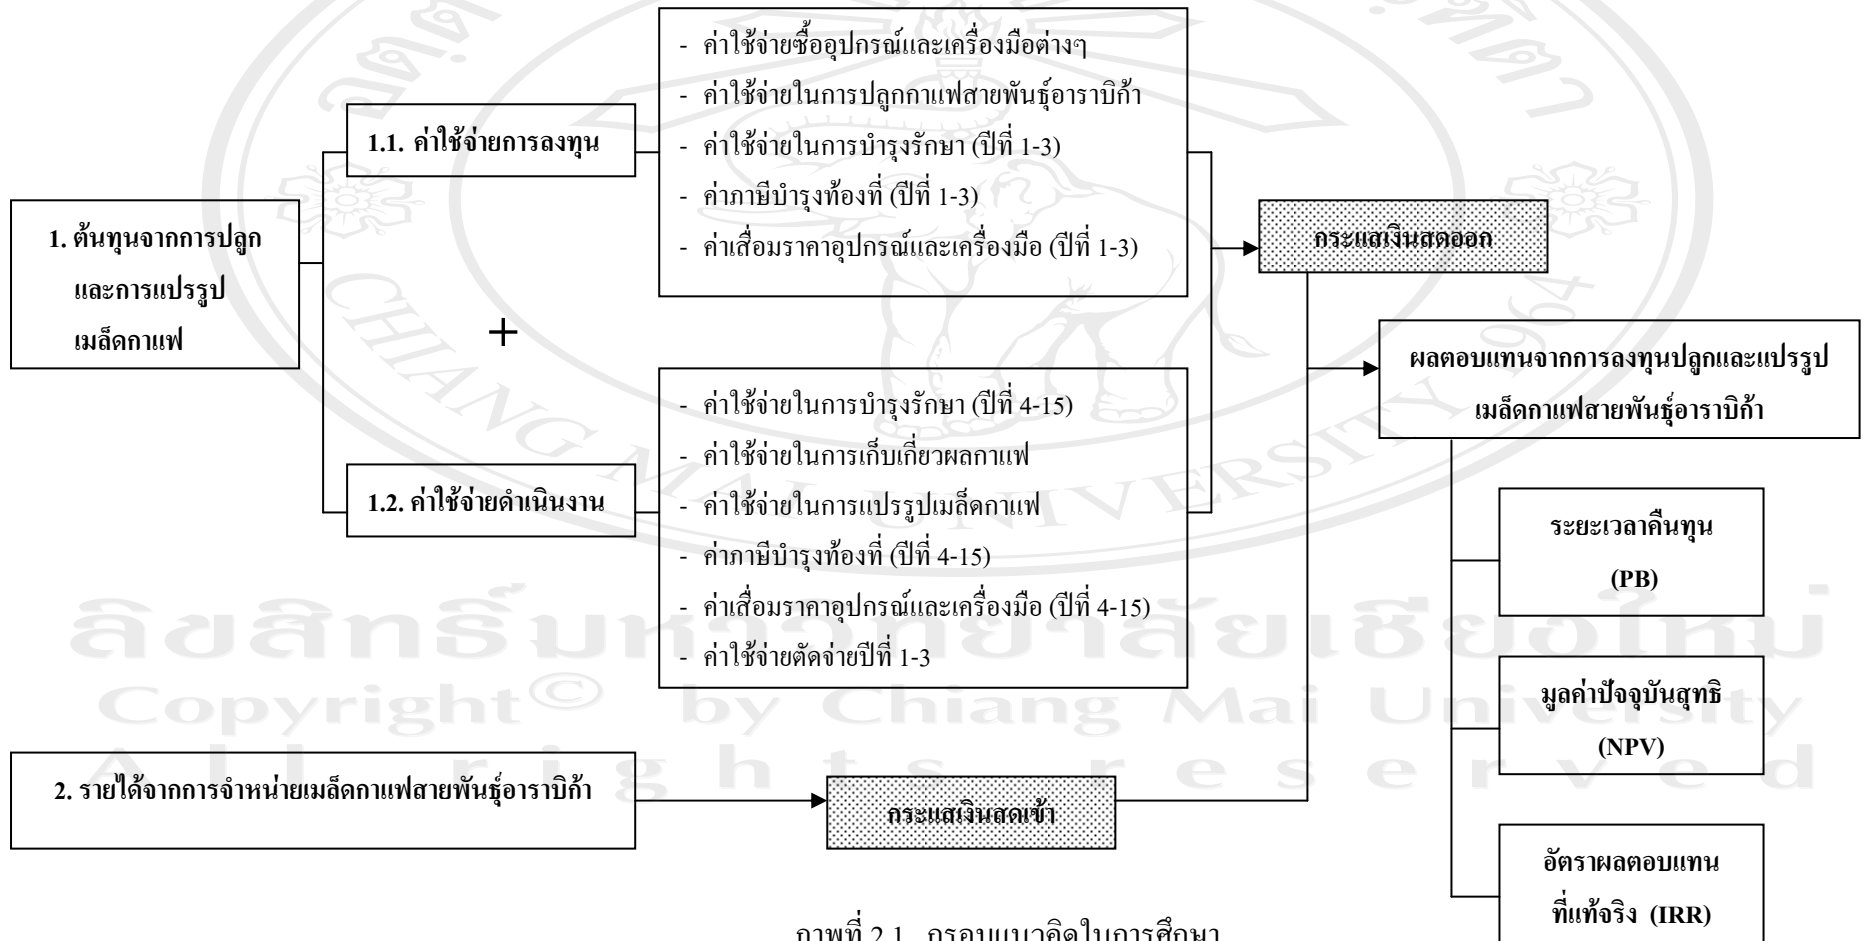 - ค่าใช้จ่ายซื้ออุปกรณ์และเครื่องมือต่างๆ
- ค่าใช้จ่ายในการปลูกกาแฟสายพันธุ์อาราบิก้า
1.1. ค่าใช้จ่ายการลงทุน
- ค่าใช้จ่ายในการบำรุงรักษา (ปีที่ 1-3)
- ค่าภาษีบำรุงท้องที่ (ปีที่ 1-3)
- ค่าเสื่อมราคาอุปกรณ์และเครื่องมือ (ปีที่ 1-3)
1. ต้นทุนจากการปลูก
และการแปรรูป
เมล็ดกาแฟ
กระแสเงินสดออก
+
ผลตอบแทนจากการลงทุนปลูกและแปรรูป
เมล็ดกาแฟสายพันธุ์อาราบิก้า
- ค่าใช้จ่ายในการบำรุงรักษา (ปีที่ 4-15)
- ค่าใช้จ่ายในการเก็บเกี่ยวผลกาแฟ
1.2. ค่าใช้จ่ายดำเนินงาน
- ค่าใช้จ่ายในการแปรรูปเมล็ดกาแฟ
- ค่าภาษีบำรุงท้องที่ (ปีที่ 4-15)
- ค่าเสื่อมราคาอุปกรณ์และเครื่องมือ (ปีที่ 4-15)
- ค่าใช้จ่ายตัดจ่ายปีที่ 1-3
ระยะเวลาคืนทุน
(PB)
มูลค่าปัจจุบันสุทธิ
(NPV)
2. รายได้จากการจำหน่ายเมล็ดกาแฟสายพันธุ์อาราบิก้า
กระแสเงินสดเข้า
อัตราผลตอบแทน
ที่แท้จริง (IRR)
ภาพที่ 2.1 กรอบแนวคิดในการศึกษา
CHIANG MAI UNIVERSITY 1964
ลิขสิทธิ์มหาวิทยาลัยเชียงใหม่
Copyright© by Chiang Mai University
All rights reserved